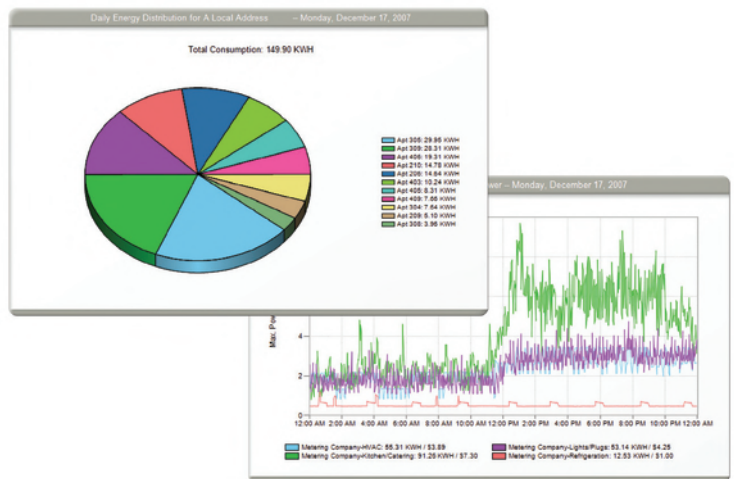 Daily Energy Distribution for A Local Address – Monday, December 17, 2007
Total Consumption: 149.90 KWH
Apt 305: 29.95 KWH
Apt 309: 28.31 KWH
Apt 408: 19.31 KWH
Apt 210: 14.78 KWH
Apt 206: 14.64 KWH
Apt 403: 10.24 KWH
Apt 405: 8.31 KWH
Apt 409: 7.66 KWH
Apt 304: 7.64 KWH
Apt 209: 5.10 KWH
Apt 308: 3.96 KWH
– Monday, December 17, 2007
Max. Pow
4
2
0
12:00 AM 2:00 AM 4:00 AM 6:00 AM 8:00 AM 10:00 AM 12:00 PM 2:00 PM 4:00 PM 6:00 PM 8:00 PM 10:00 PM 12:00 AM
Metering Company-HVAC: 55.31 KWH / $3.89
Metering Company-Lights/Plugs: 53.14 KWH / $4.25
Metering Company-Kitchen/Catering: 91.25 KWH / $7.30
Metering Company-Refrigeration: 12.53 KWH / $1.00